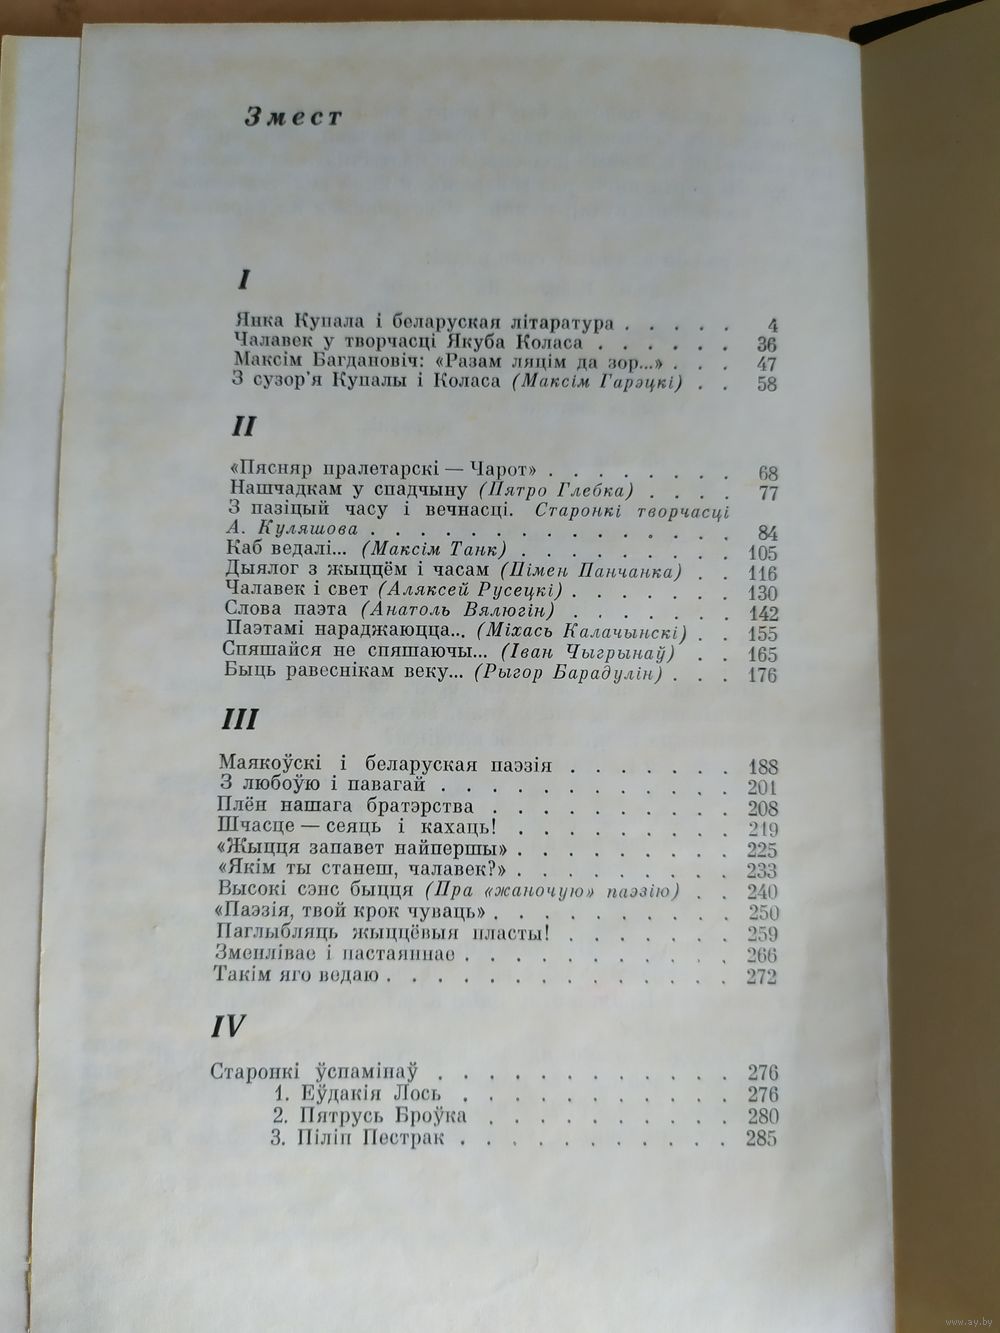 Змест
I
Янка Купала і беларуская літаратура . . . . . 4
Чалавек у творчасці Якуба Коласа . . . . . . 36
Максім Багдановіч: «Разам ляцім да зор...» . . . 47
З сузор'я Купалы і Коласа (Максім Гарэцкі) . . 58
II
«Пясняр пралетарскі — Чарот» . . . . . . . . 68
Нашчадкам у спадчыну (Пятро Глебка) . . . . 77
З пазіцый часу і вечнасці. Старонкі творчасці
А. Куляшова . . . . . . . . . . . . . . 84
Каб ведалі... (Максім Танк) . . . . . . . . . 105
Дыялог з жыццём і часам (Пімен Панчанка) . . 116
Чалавек і свет (Аляксей Русецкі) . . . . . . . 130
Слова паэта (Анатоль Вялюгін) . . . . . . . 142
Паэтамі нараджаюцца... (Міхась Калачынскі) . . 155
Спяшайся не спяшаючы... (Іван Чыгрынаў) . . 165
Быць равеснікам веку... (Рыгор Барадулін) . . . 176
III
Маякоўскі і беларуская паэзія . . . . . . . 188
З любоўю і павагай . . . . . . . . . . . . 201
Плён нашага братэрства . . . . . . . . . . 208
Шчасце — сеяць і кахаць! . . . . . . . . . 219
«Жыцця запавет найпершы» . . . . . . . . . 225
«Якім ты станеш, чалавек?» . . . . . . . . . 233
Высокі сэнс быцця (Пра «жаночую» паэзію) . . 240
«Паэзія, твой крок чуваць» . . . . . . . . . . 250
Паглыбляць жыццёвыя пласты! . . . . . . . 259
Зменлівае і пастаяннае . . . . . . . . . . . 266
Такім яго ведаю . . . . . . . . . . . . . . 272
IV
Старонкі ўспамінаў . . . . . . . . . . . . 276
1. Еўдакія Лось . . . . . . . . . . . 276
2. Пятрусь Броўка . . . . . . . . . . 280
3. Піліп Пестрак . . . . . . . . . . . 285
www.ay.by